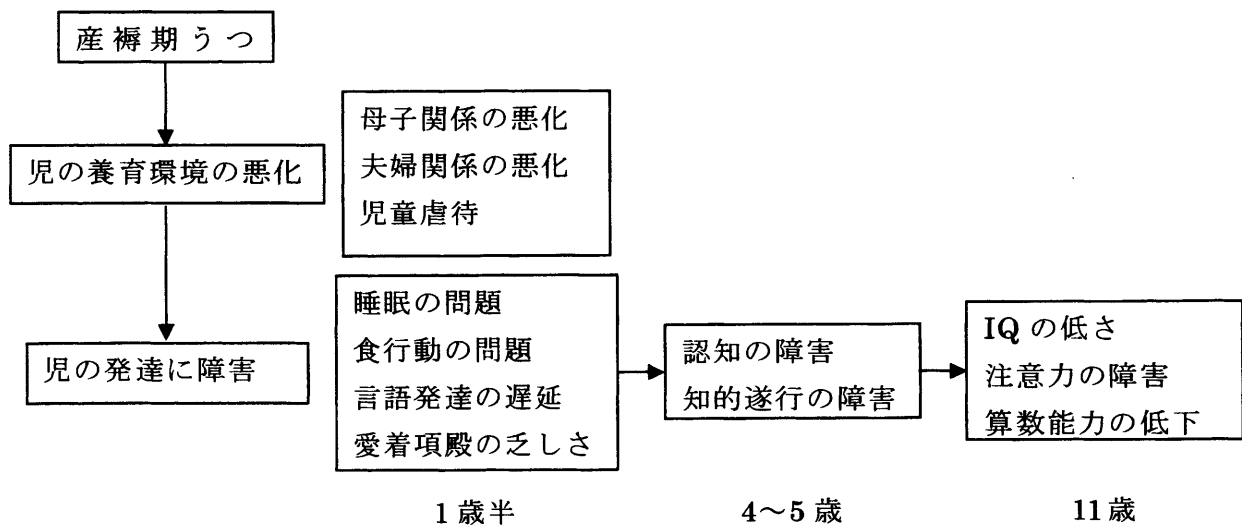 産褥期うつ
児の養育環境の悪化
母子関係の悪化
夫婦関係の悪化
児童虐待
児の発達に障害
睡眠の問題
食行動の問題
言語発達の遅延
愛着項殿の乏しさ
認知の障害
知的遂行の障害
IQ の低さ
注意力の障害
算数能力の低下
1 歳半
4～5 歳
11 歳